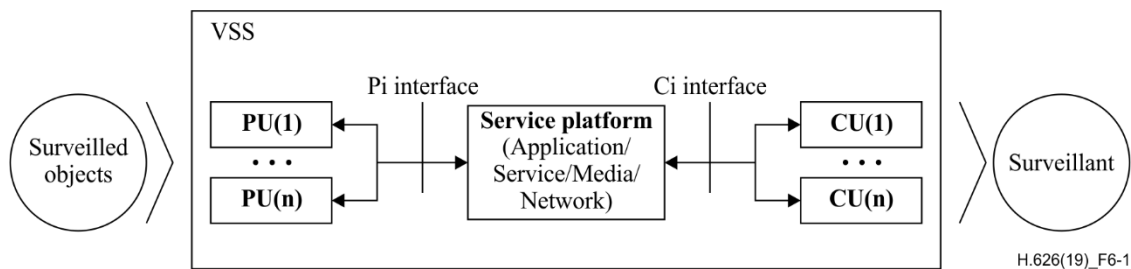 VSS
Pi interface
Ci interface
Surveilled
objects
PU(1)
• • •
PU(n)
Service platform
(Application/
Service/Media/
Network)
CU(1)
• • •
CU(n)
Surveillant
H.626(19)_F6-1